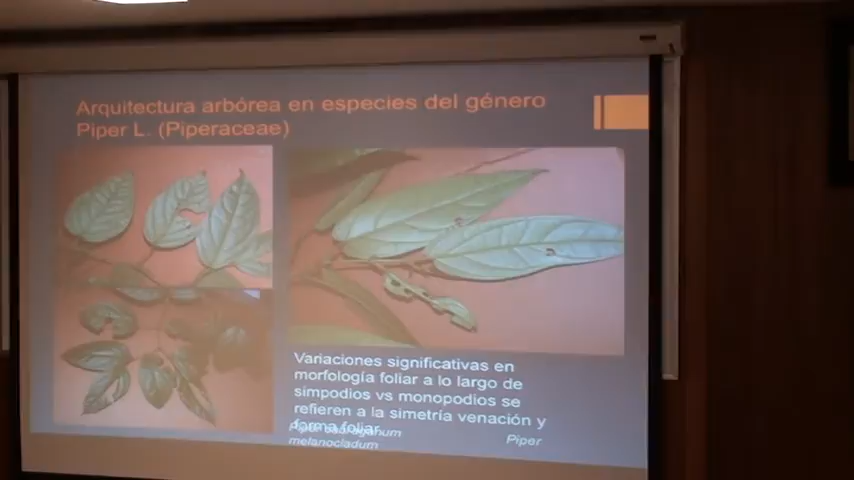 Arquitectura arbórea en especies del género
Piper L. (Piperaceae)
Variaciones significativas en
morfología foliar a lo largo de
simpodios vs monopodios se
refieren a la simetría venación y
forma foliar
Piper
melanocladum
Piper